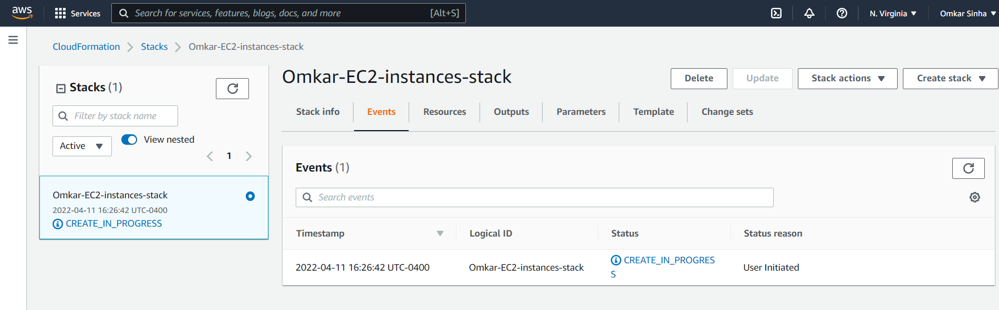 aws
Services
Search for services, features, blogs, docs, and more [Alt+S]
N. Virginia
Omkar Sinha
CloudFormation
Stacks
Omkar-EC2-instances-stack
Stacks (1)
Filter by stack name
Active
View nested
1
Omkar-EC2-instances-stack
2022-04-11 16:26:42 UTC-0400
CREATE_IN_PROGRESS
Omkar-EC2-instances-stack
Delete
Update
Stack actions
Create stack
Stack info
Events
Resources
Outputs
Parameters
Template
Change sets
Events (1)
Search events
Timestamp
Logical ID
Status
Status reason
2022-04-11 16:26:42 UTC-0400
Omkar-EC2-instances-stack
CREATE_IN_PROGRES
S
User Initiated